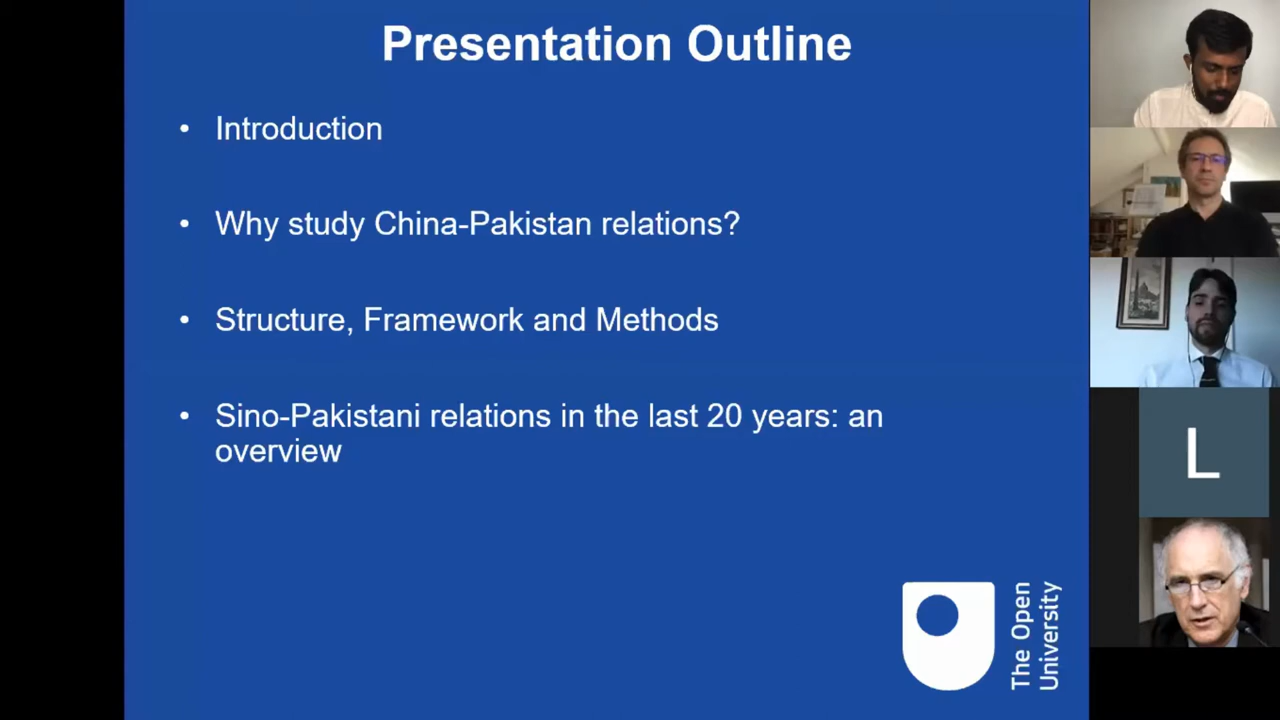 Presentation Outline
• Introduction
• Why study China-Pakistan relations?
• Structure, Framework and Methods
• Sino-Pakistani relations in the last 20 years: an
overview
The Open
University
L